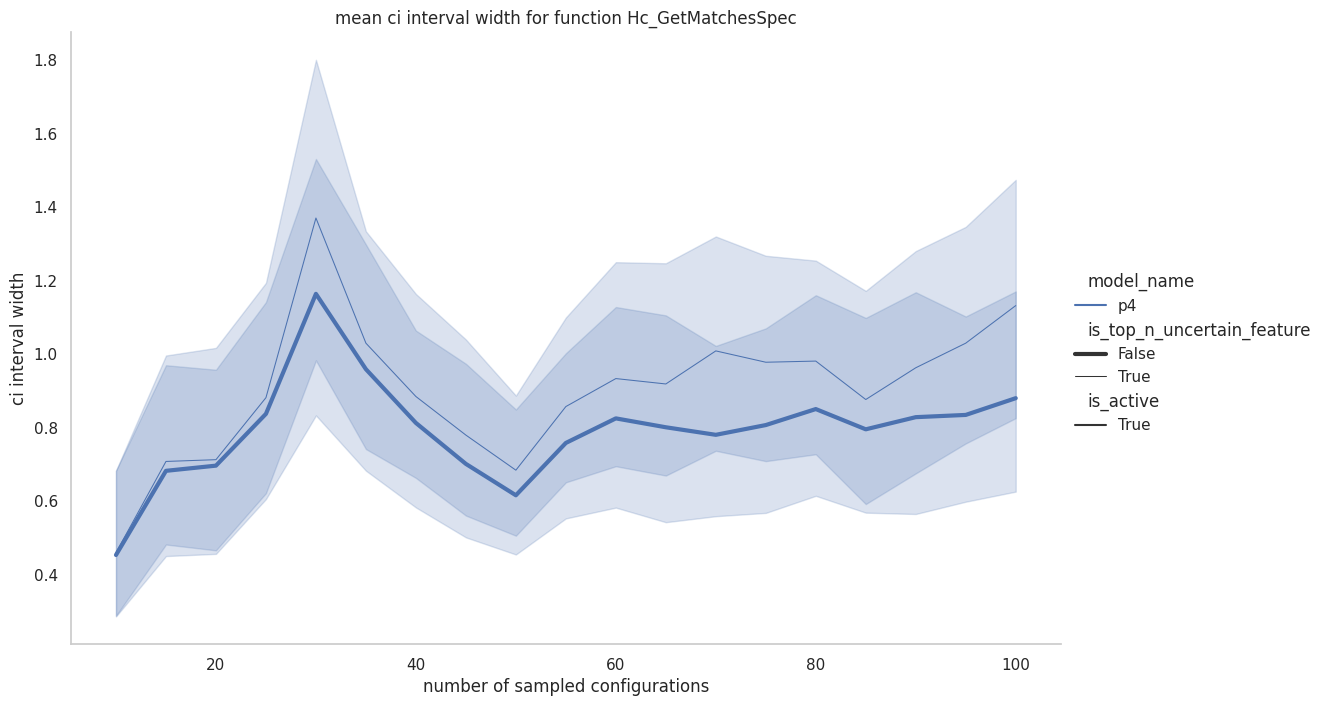 mean ci interval width for function Hc_GetMatchesSpec
1.8
1.6
1.4
1.2
1.0
0.8
0.6
0.4
ci interval width
20
40
60
80
100
number of sampled configurations
model_name
p4
is_top_n_uncertain_feature
False
True
is_active
True